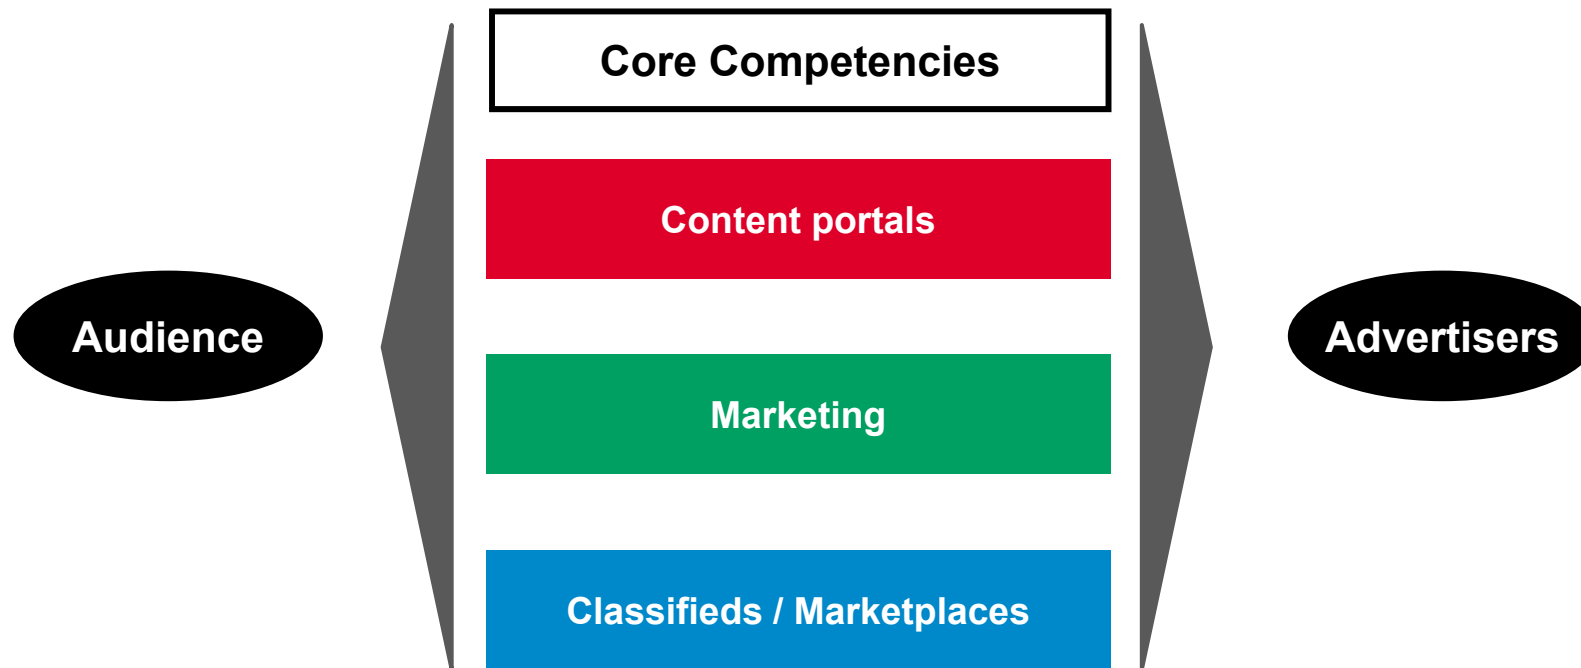 Core Competencies
Content portals
Audience
Advertisers
Marketing
Classifieds / Marketplaces